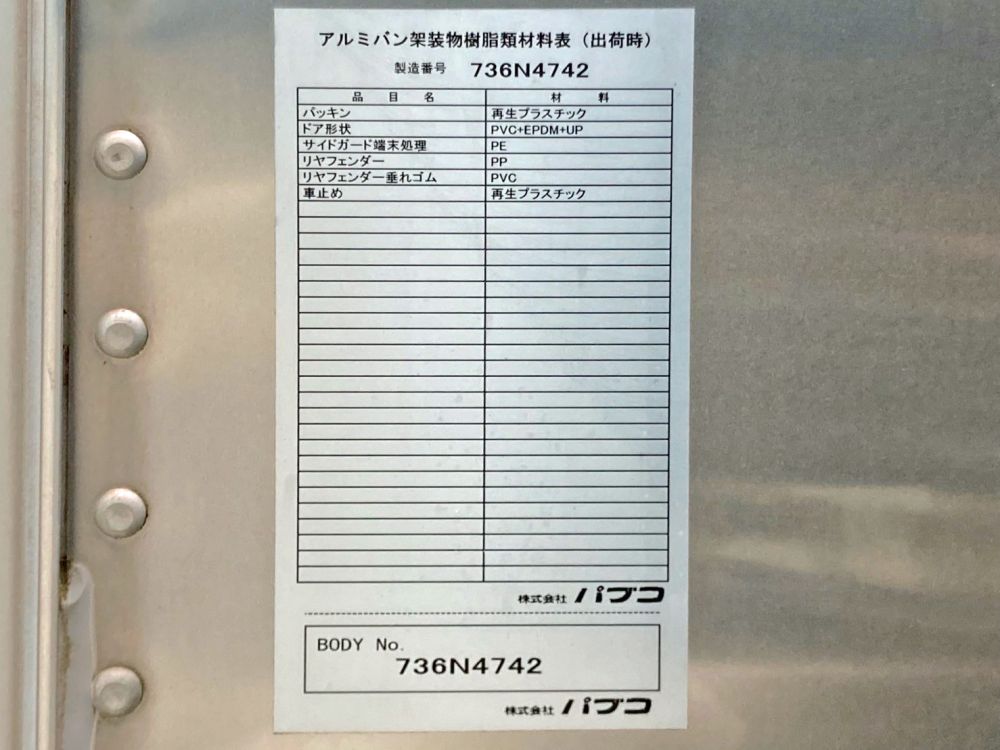 アルミバン架装物樹脂類材料表（出荷時）
製造番号 736N4742
品目名 材料
パッキン 再生プラスチック
ドア形状 PVC+EPDM+UP
サイドガード端末処理 PE
リヤフェンダー PP
リヤフェンダー垂れゴム PVC
車止め 再生プラスチック
株式会社 パブコ
BODY No.
736N4742
株式会社 パブコ